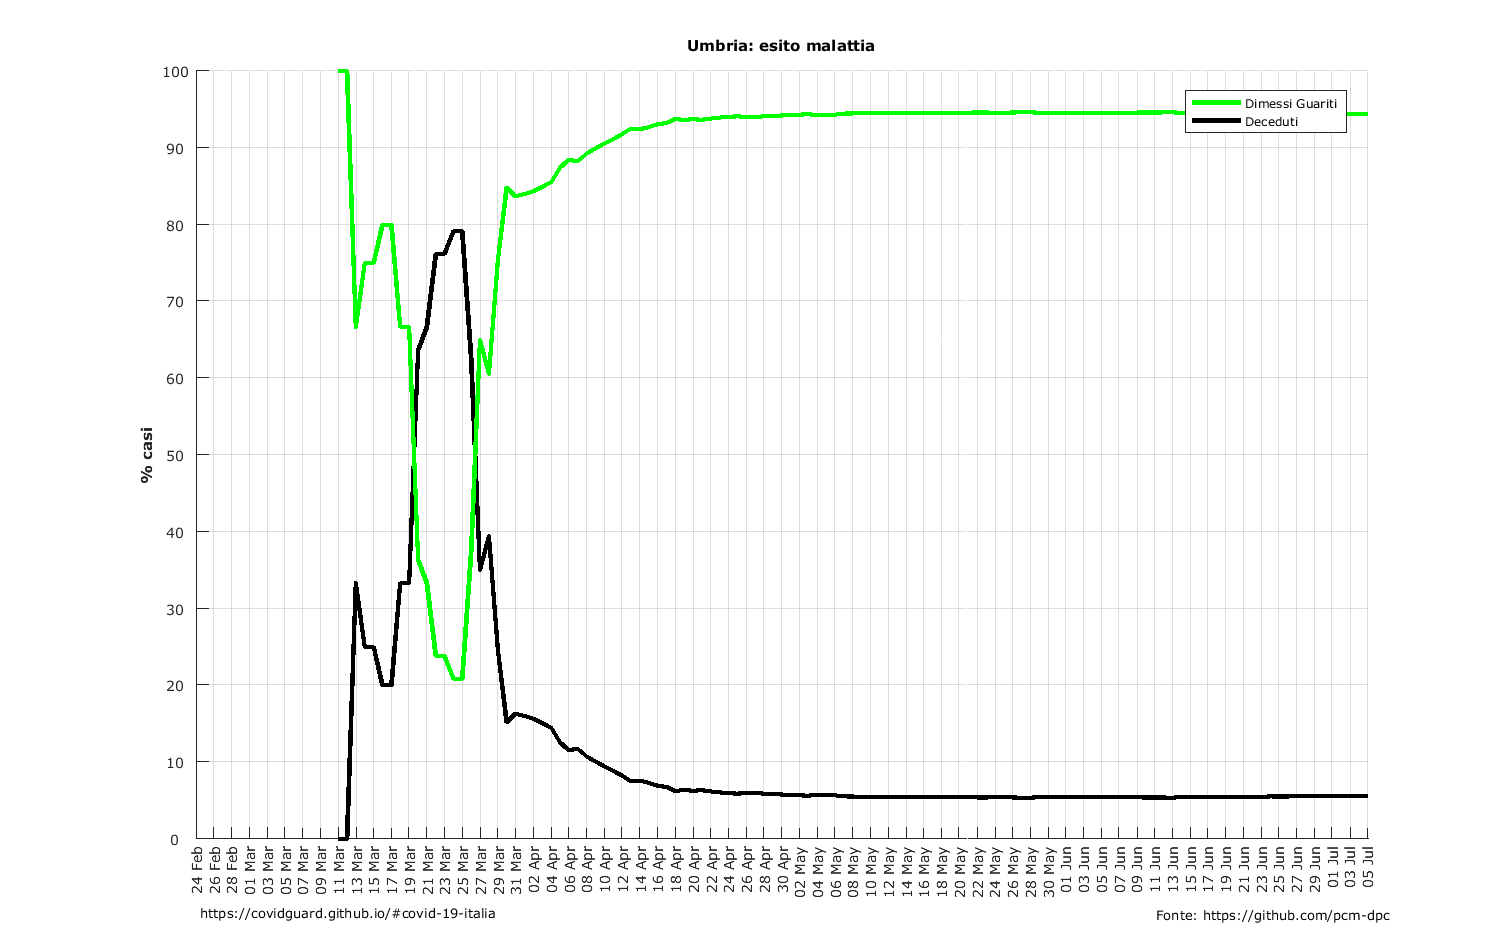 Umbria: esito malattia
Dimessi Guariti
Deceduti
% casi
100
90
80
70
60
50
40
30
20
10
0
24 Feb
26 Feb
28 Feb
01 Mar
03 Mar
05 Mar
07 Mar
09 Mar
11 Mar
13 Mar
15 Mar
17 Mar
19 Mar
21 Mar
23 Mar
25 Mar
27 Mar
29 Mar
31 Mar
02 Apr
04 Apr
06 Apr
08 Apr
10 Apr
12 Apr
14 Apr
16 Apr
18 Apr
20 Apr
22 Apr
24 Apr
26 Apr
28 Apr
30 Apr
02 May
04 May
06 May
08 May
10 May
12 May
14 May
16 May
18 May
20 May
22 May
24 May
26 May
28 May
30 May
01 Jun
03 Jun
05 Jun
07 Jun
09 Jun
11 Jun
13 Jun
15 Jun
17 Jun
19 Jun
21 Jun
23 Jun
25 Jun
27 Jun
29 Jun
01 Jul
03 Jul
05 Jul
https://covidguard.github.io/#covid-19-italia
Fonte: https://github.com/pcm-dpc